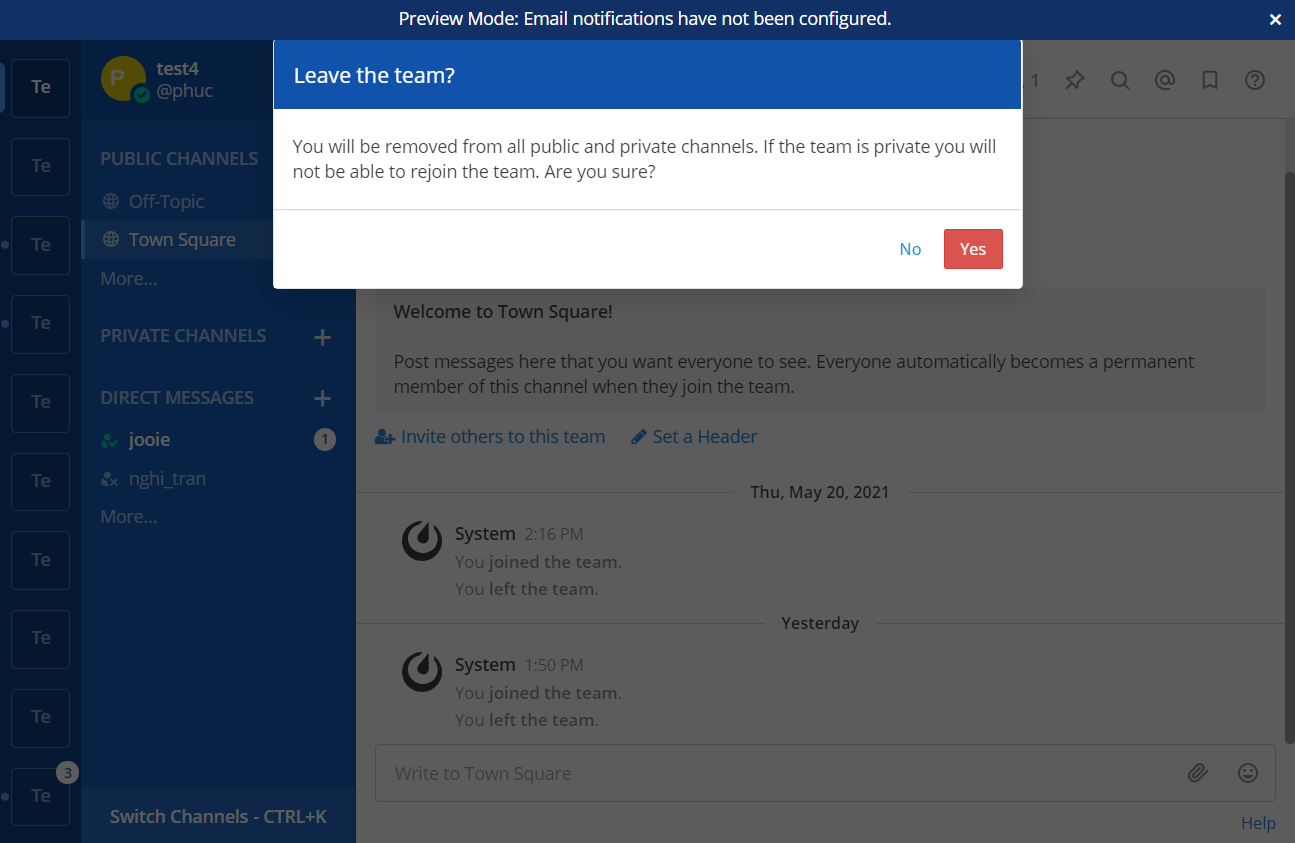 Preview Mode: Email notifications have not been configured.
Te
Te
Te
Te
Te
Te
Te
Te
Te
Te
3
P
test4
@phuc
PUBLIC CHANNELS
Off-Topic
Town Square
More...
PRIVATE CHANNELS
DIRECT MESSAGES
jooie
1
nghi_tran
More...
Switch Channels - CTRL+K
Leave the team?
You will be removed from all public and private channels. If the team is private you will
not be able to rejoin the team. Are you sure?
No
Yes
1
Welcome to Town Square!
Post messages here that you want everyone to see. Everyone automatically becomes a permanent
member of this channel when they join the team.
Invite others to this team
Set a Header
Thu, May 20, 2021
System 2:16 PM
You joined the team.
You left the team.
Yesterday
System 1:50 PM
You joined the team.
You left the team.
Write to Town Square
Help